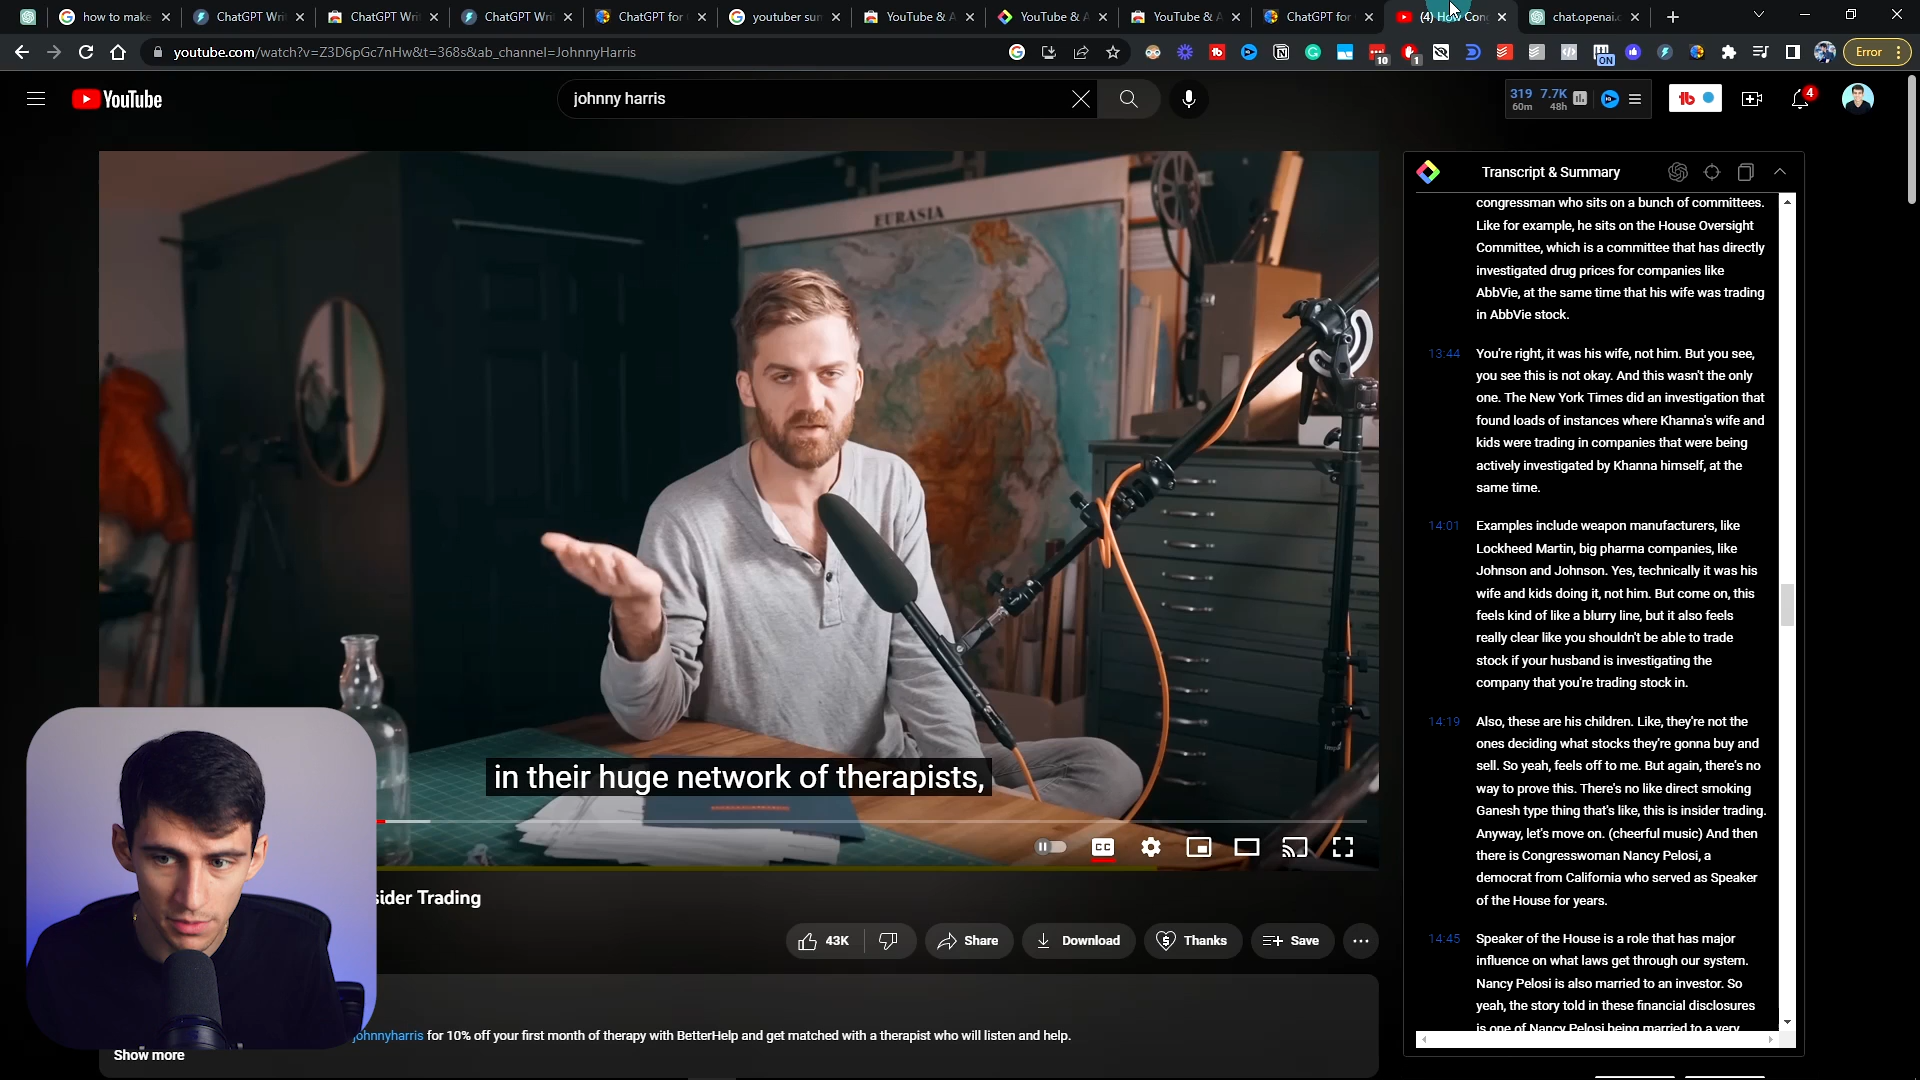 how to make
ChatGPT Wri
ChatGPT Wri
ChatGPT Wri
ChatGPT for
youtuber sum
YouTube & A
YouTube & A
YouTube & A
ChatGPT for
(4) How Con
chat.openai.c
youtube.com/watch?v=Z3D6pGc7nHw&t=368s&ab_channel=JohnnyHarris
10
1
ON
Error
YouTube
johnny harris
319 7.7K
60m 48h
tb
4
EURASIA
in their huge network of therapists,
CC
sider Trading
43K
Share
Download
Thanks
Save
johnnyharris for 10% off your first month of therapy with BetterHelp and get matched with a therapist who will listen and help.
Show more
Transcript & Summary
congressman who sits on a bunch of committees.
Like for example, he sits on the House Oversight
Committee, which is a committee that has directly
investigated drug prices for companies like
AbbVie, at the same time that his wife was trading
in AbbVie stock.
13:44 You're right, it was his wife, not him. But you see,
you see this is not okay. And this wasn't the only
one. The New York Times did an investigation that
found loads of instances where Khanna's wife and
kids were trading in companies that were being
actively investigated by Khanna himself, at the
same time.
14:01 Examples include weapon manufacturers, like
Lockheed Martin, big pharma companies, like
Johnson and Johnson. Yes, technically it was his
wife and kids doing it, not him. But come on, this
feels kind of like a blurry line, but it also feels
really clear like you shouldn't be able to trade
stock if your husband is investigating the
company that you're trading stock in.
14:19 Also, these are his children. Like, they're not the
ones deciding what stocks they're gonna buy and
sell. So yeah, feels off to me. But again, there's no
way to prove this. There's no like direct smoking
Ganesh type thing that's like, this is insider trading.
Anyway, let's move on. (cheerful music) And then
there is Congresswoman Nancy Pelosi, a
democrat from California who served as Speaker
of the House for years.
14:45 Speaker of the House is a role that has major
influence on what laws get through our system.
Nancy Pelosi is also married to an investor. So
yeah, the story told in these financial disclosures
is one of Nancy Pelosi being married to a very